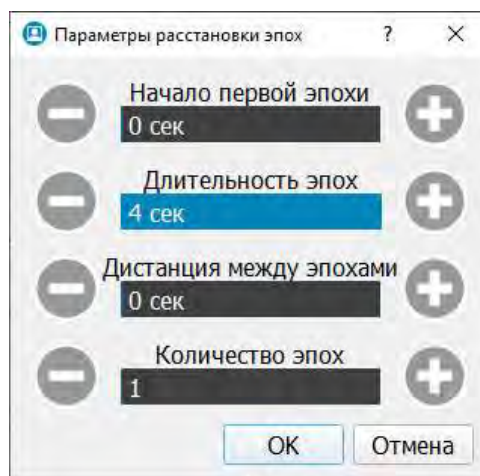 Параметры расстановки эпох
?
Начало первой эпохи
0 сек
Длительность эпох
4 сек
Дистанция между эпохами
0 сек
Количество эпох
1
OK Отмена